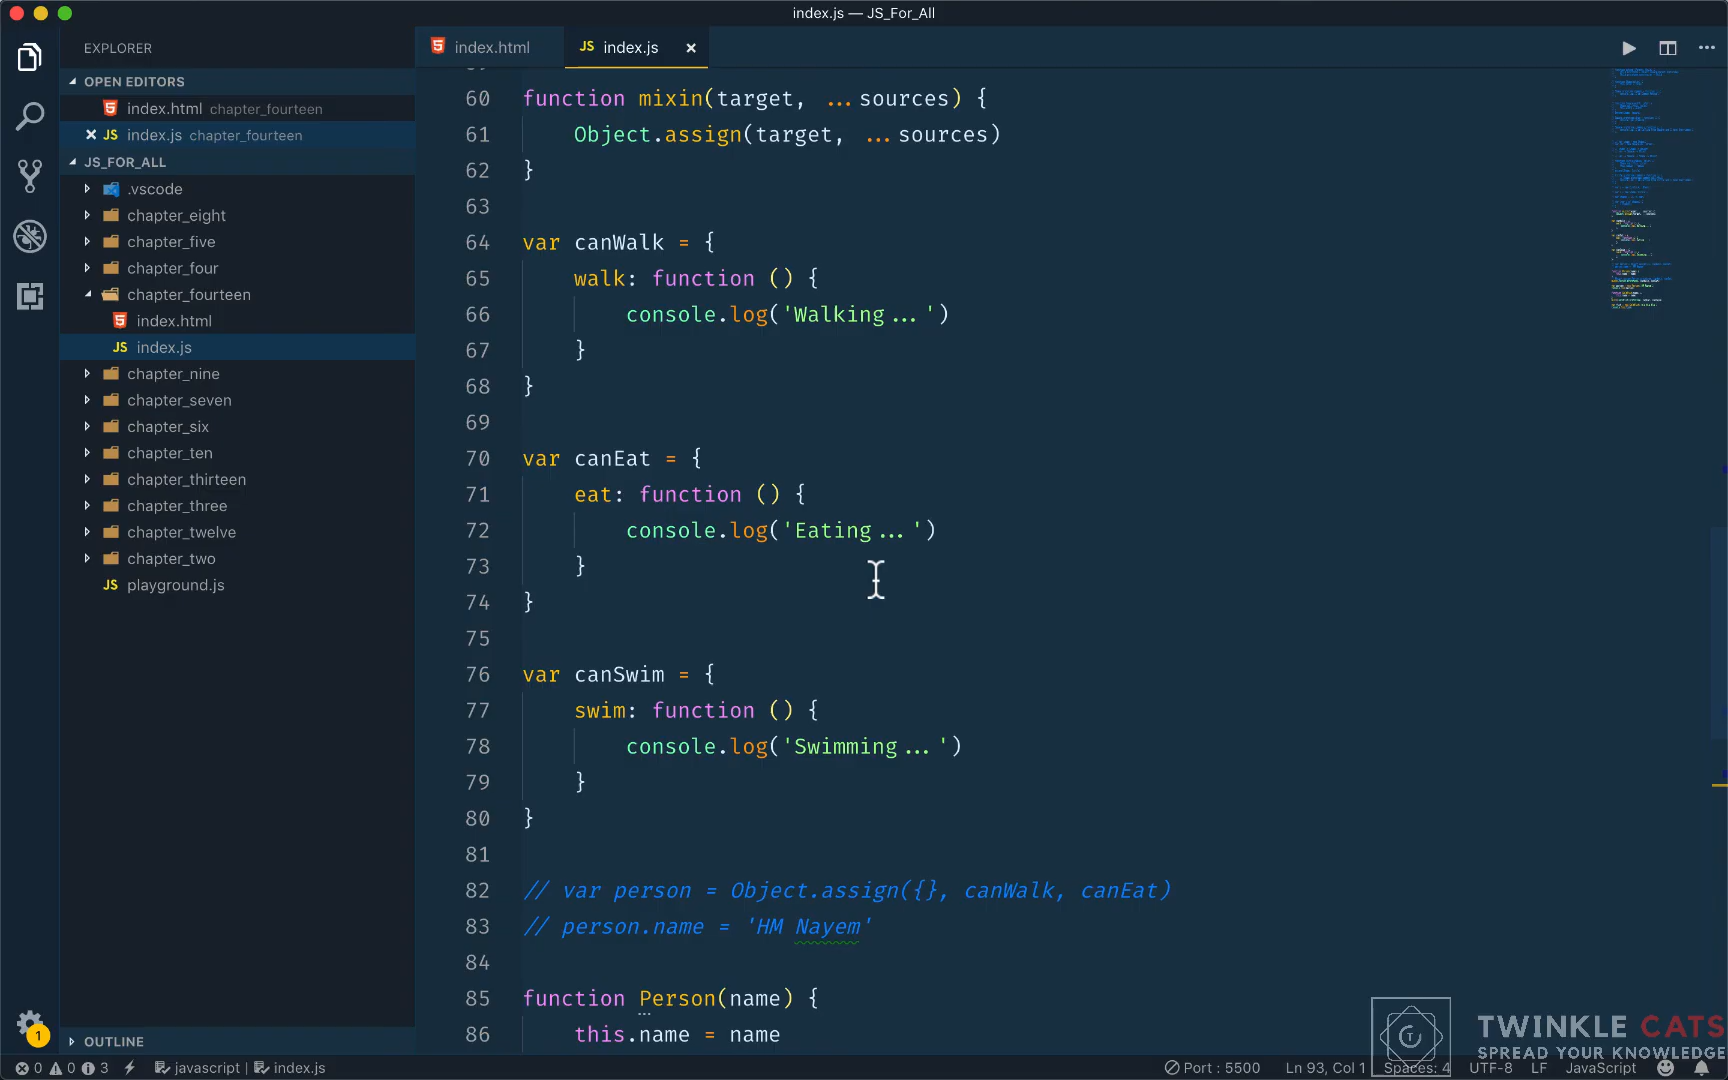 index.js — JS_For_All
EXPLORER
OPEN EDITORS
index.html chapter_fourteen
JS index.js chapter_fourteen
JS_FOR_ALL
.vscode
chapter_eight
chapter_five
chapter_four
chapter_fourteen
index.html
JS index.js
chapter_nine
chapter_seven
chapter_six
chapter_ten
chapter_thirteen
chapter_three
chapter_twelve
chapter_two
JS playground.js
OUTLINE
index.html
JS index.js
60 function mixin(target, ...sources) {
61 Object.assign(target, ...sources)
62 }
63
64 var canWalk = {
65 walk: function () {
66 console.log('Walking...')
67 }
68 }
69
70 var canEat = {
71 eat: function () {
72 console.log('Eating...')
73 }
74 }
75
76 var canSwim = {
77 swim: function () {
78 console.log('Swimming...')
79 }
80 }
81
82 // var person = Object.assign({}, canWalk, canEat)
83 // person.name = 'HM Nayem'
84
85 function Person(name) {
86 this.name = name
TWINKLE CATS
SPREAD YOUR KNOWLEDGE
1
0 0 3 javascript | index.js
Port : 5500 Ln 93, Col 1 Spaces: 4 UTF-8 LF JavaScript